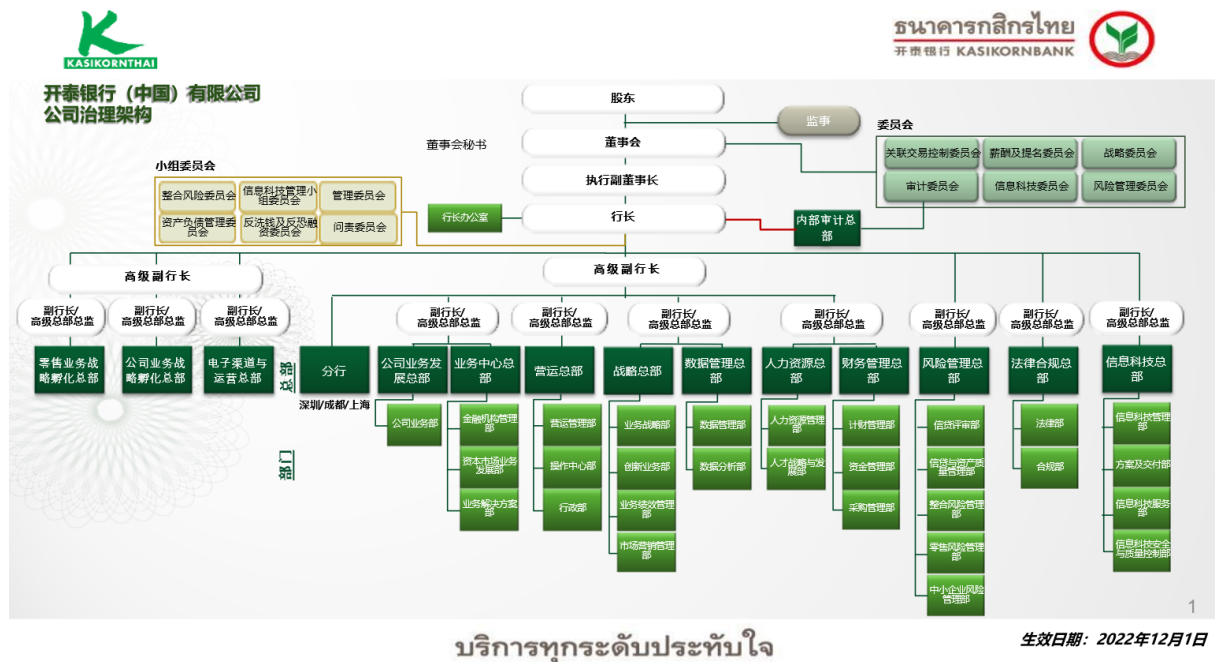 KASIKORNTHAI
ธนาคารกสิกรไทย
开泰银行 KASIKORNBANK
开泰银行（中国）有限公司
公司治理架构
股东
监事
董事会秘书
董事会
委员会
关联交易控制委员会
薪酬及提名委员会
战略委员会
审计委员会
信息科技委员会
风险管理委员会
小组委员会
整合风险委员会
信息科技管理小
组委员会
管理委员会
资产负债管理委
员会
反洗钱及反恐融
资委员会
问责委员会
执行副董事长
行长办公室
行长
内部审计总
部
高级副行长
高级副行长
副行长/
高级总部总监
副行长/
高级总部总监
副行长/
高级总部总监
副行长/
高级总部总监
副行长/
高级总部总监
副行长/
高级总部总监
副行长/
高级总部总监
副行长/
高级总部总监
副行长/
高级总部总监
副行长/
高级总部总监
总部
零售业务战
略孵化总部
公司业务战
略孵化总部
电子渠道与
运营总部
分行
深圳/成都/上海
公司业务发
展总部
业务中心总
部
营运总部
战略总部
数据管理总
部
人力资源总
部
财务管理总
部
风险管理总
部
法律合规总
部
信息科技总
部
部门
公司业务部
金融机构管理
部
资本市场业务
发展部
业务解决方案
部
营运管理部
操作中心部
行政部
业务战略部
创新业务部
业务绩效管理
部
市场营销管理
部
数据管理部
数据分析部
人力资源管理
部
人才战略与发
展部
计财管理部
资金管理部
采购管理部
信贷评审部
信贷与资产质
量管理部
整合风险管理
部
零售风险管理
部
中小企业风险
管理部
法律部
合规部
信息科技管理
部
方案及交付部
信息科技服务
部
信息科技安全
与质量控制部
1
บริการทุกระดับประทับใจ
生效日期：2022年12月1日